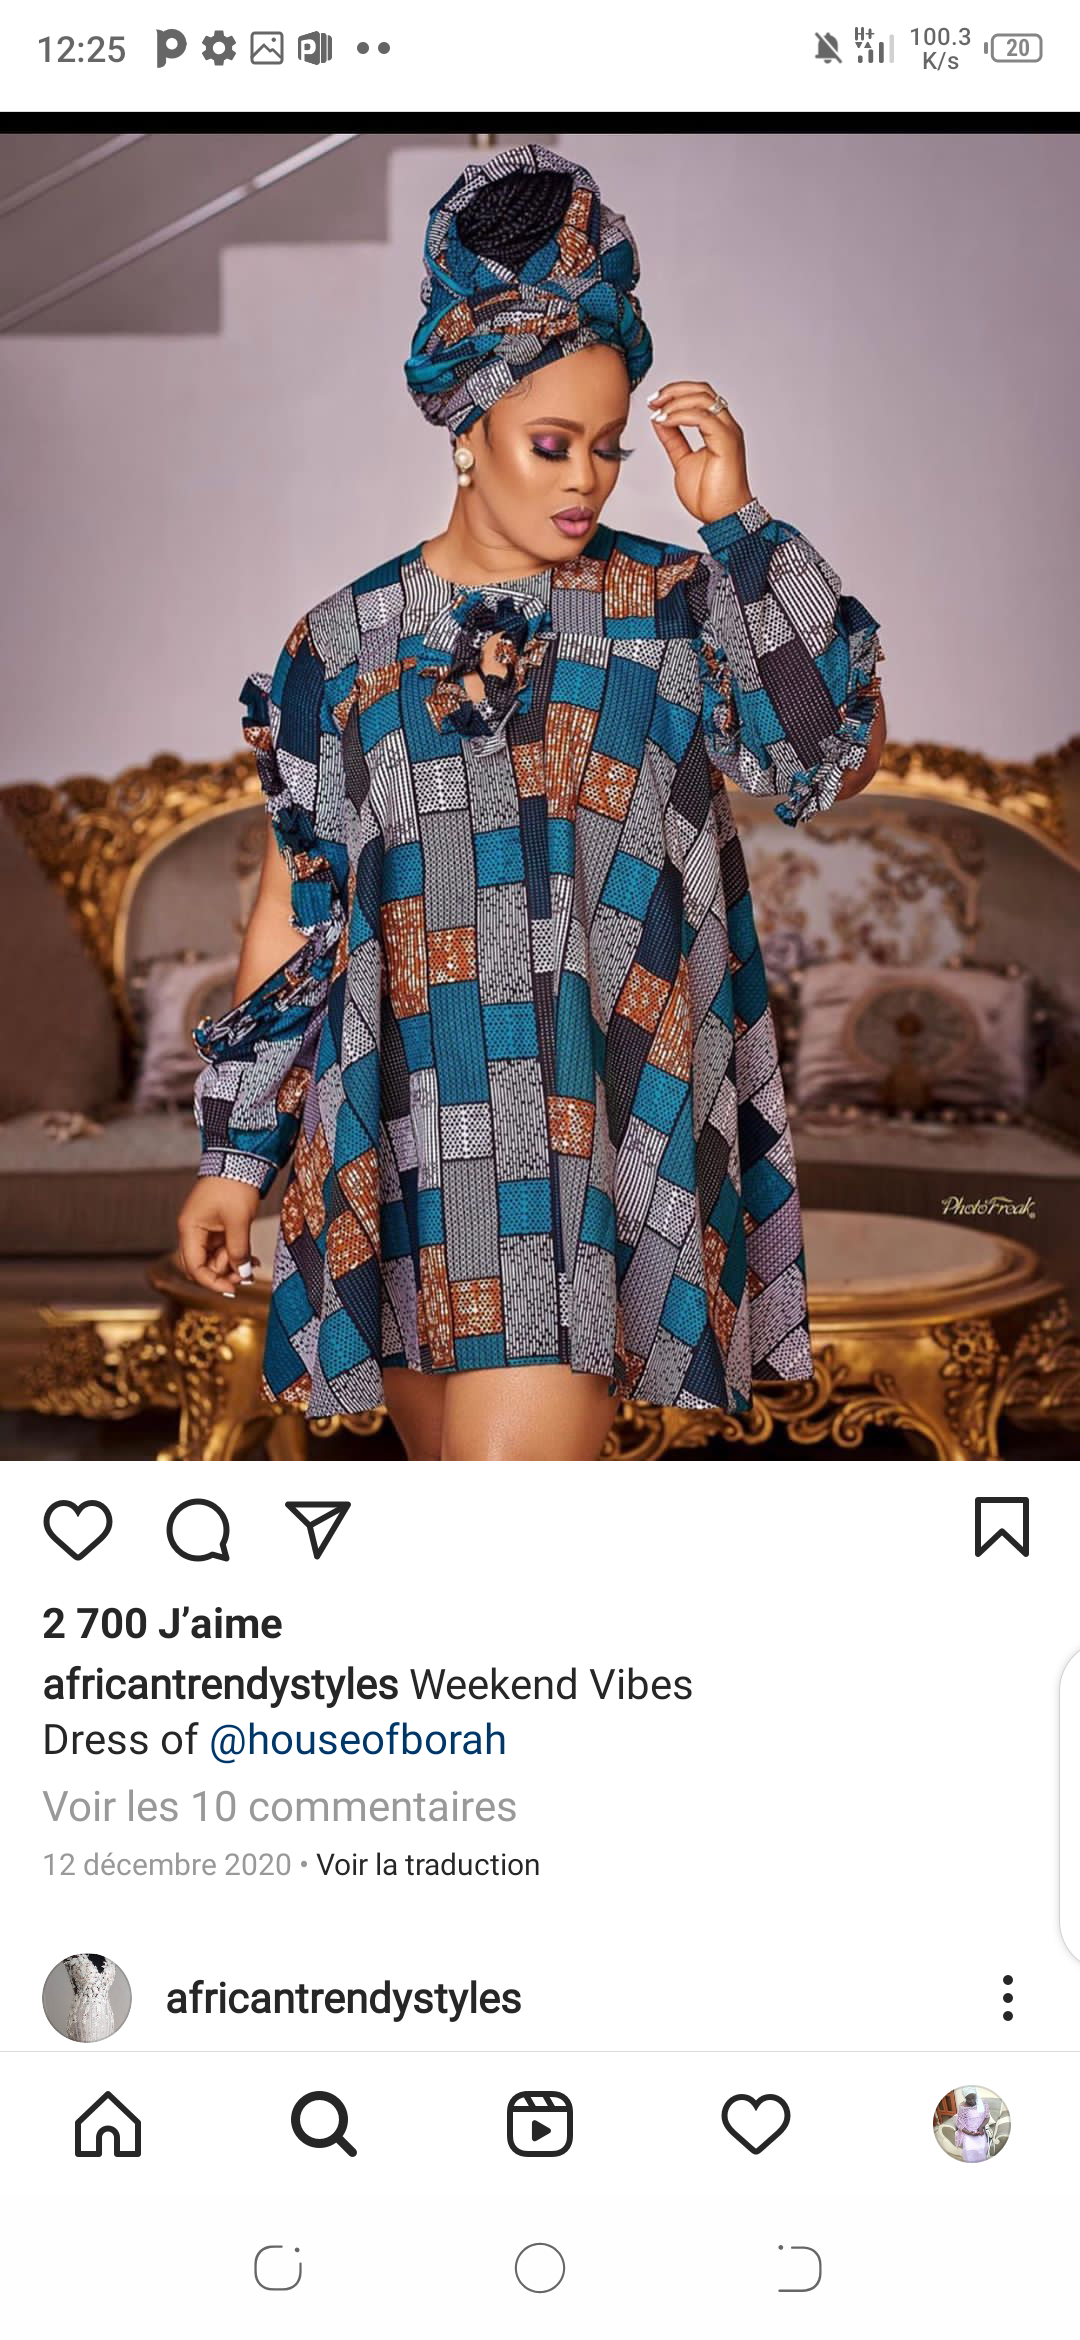 12:25
H+
100.3
K/s
20
PhotoFreak
2 700 J’aime
africantrendystyles Weekend Vibes
Dress of @houseofborah
Voir les 10 commentaires
12 décembre 2020 • Voir la traduction
africantrendystyles